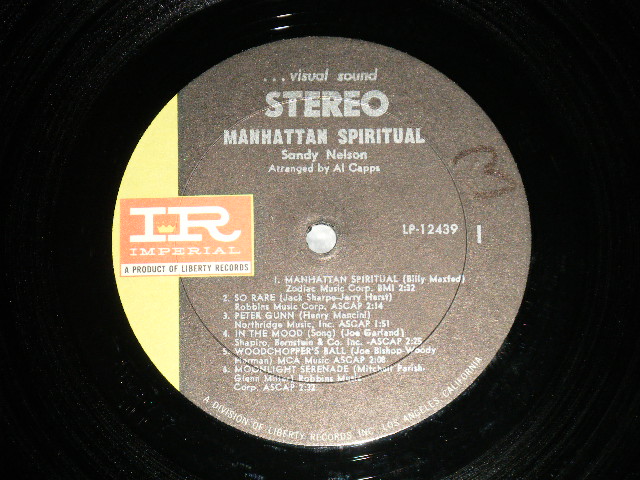 ...visual sound
STEREO
MANHATTAN SPIRITUAL
Sandy Nelson
Arranged by Al Capps
IR
IMPERIAL
A PRODUCT OF LIBERTY RECORDS
LP-12439 1
1. MANHATTAN SPIRITUAL (Billy Maxted)
Zodiac Music Corp. BMI 2:32
2. SO RARE (Jack Sharpe-Jerry Herst)
Robbins Music Corp. ASCAP 2:14
3. PETER GUNN (Henry Mancini)
Northridge Music, Inc. ASCAP 1:51
4. IN THE MOOD (Song) (Joe Garland)
Shapiro, Bernstein & Co. Inc. -ASCAP 2:25
5. WOODCHOPPER'S BALL (Joe Bishop Woody
Herman) MCA Music ASCAP 2:08
6. MOONLIGHT SERENADE (Mitchell Parish-
Glenn Miller) Robbins Music
Corp. ASCAP 2:32
A DIVISION OF LIBERTY RECORDS, INC., LOS ANGELES, CALIFORNIA